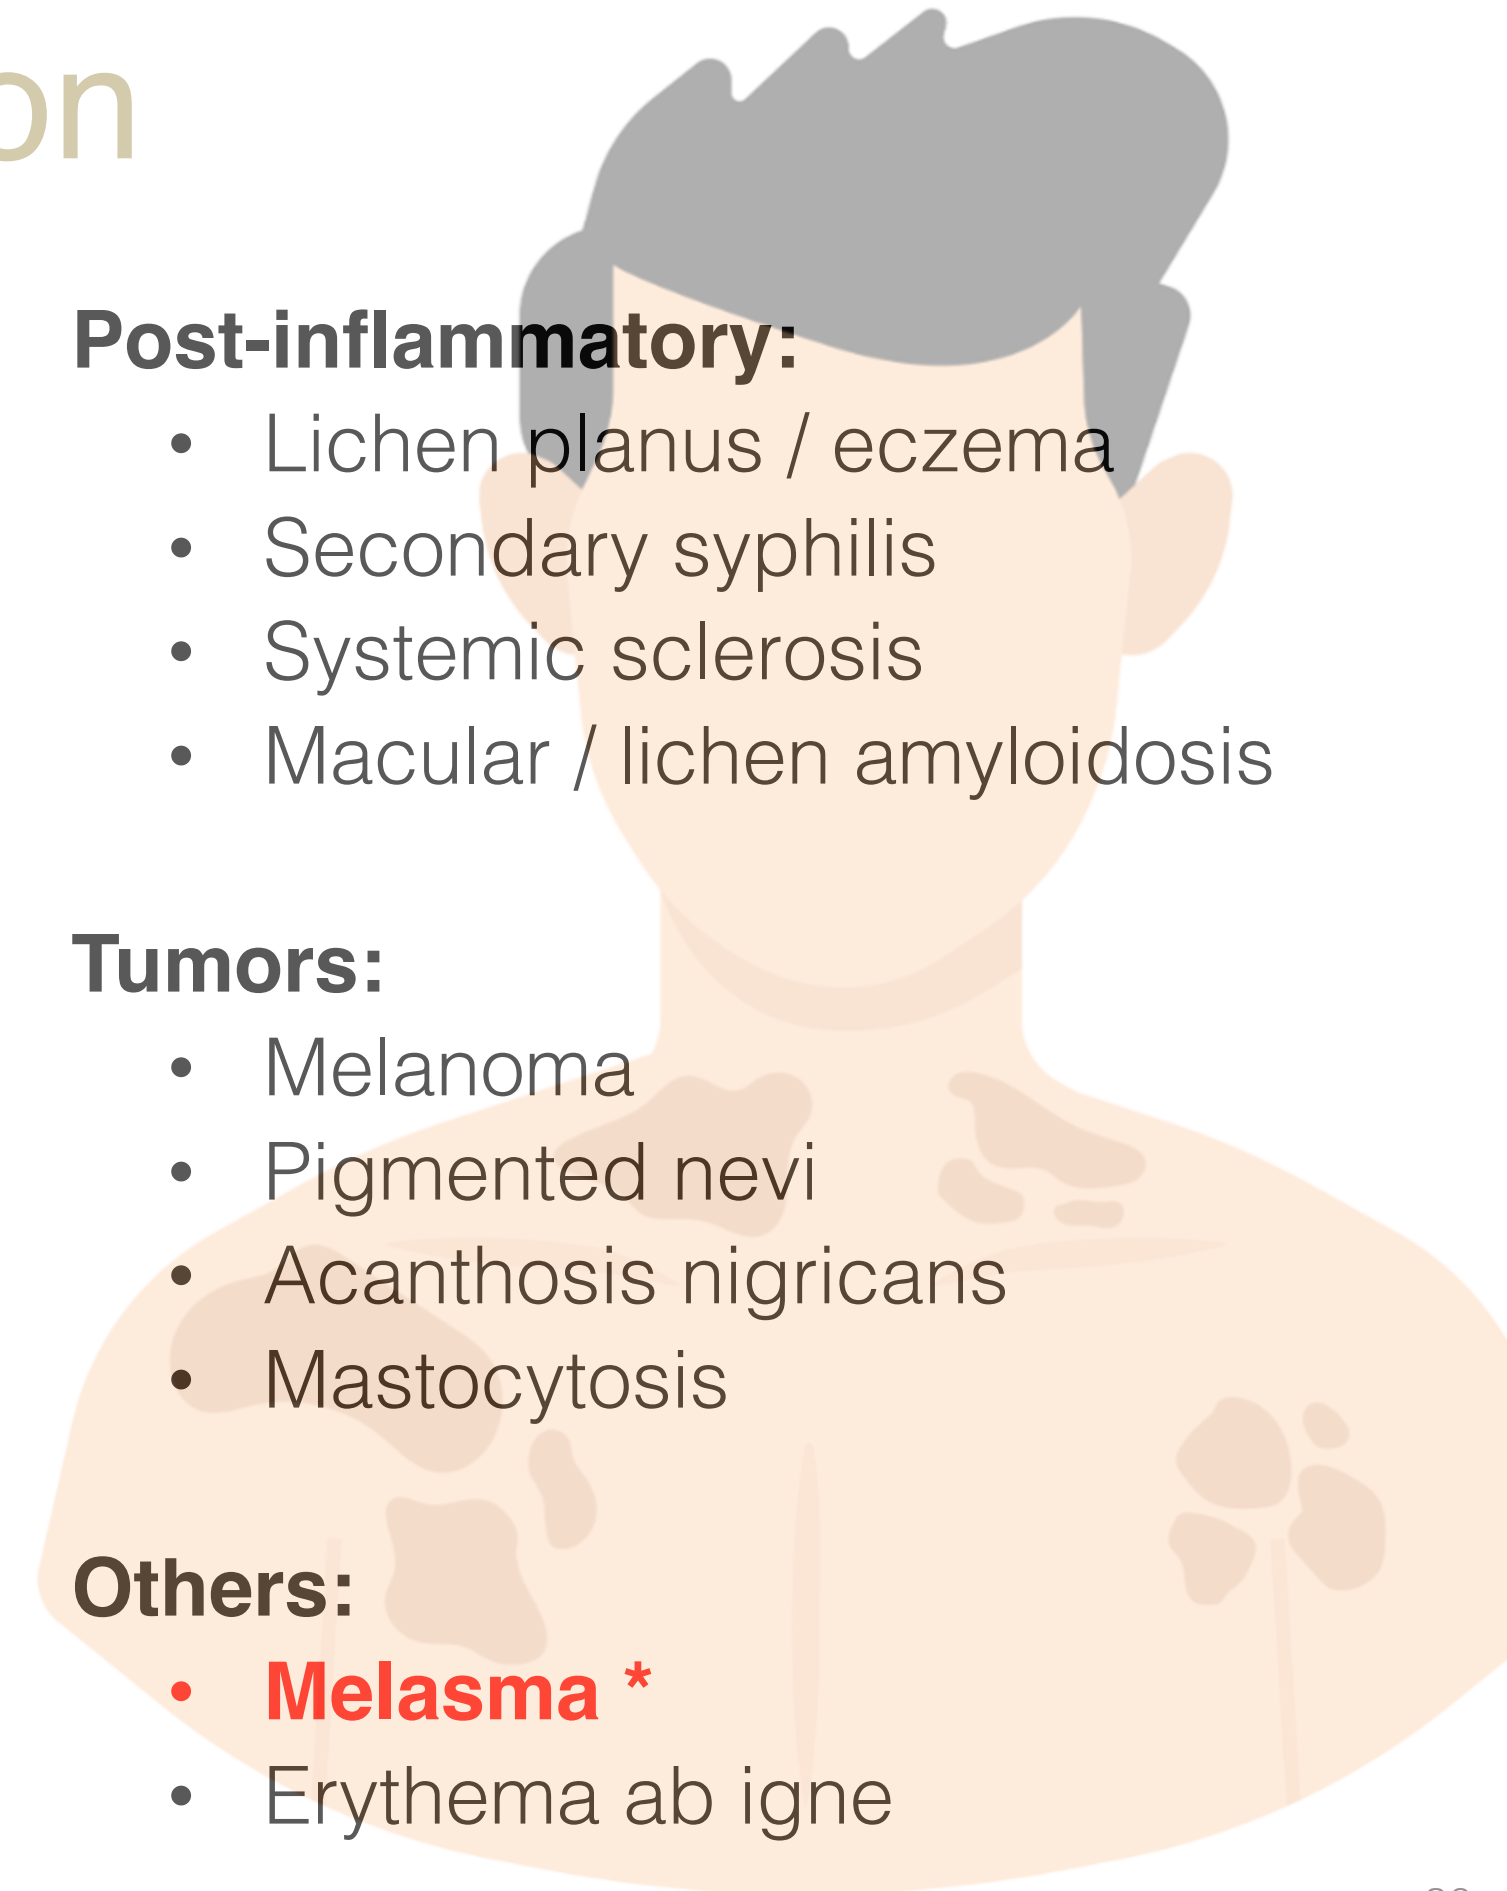 on
Post-inflammatory:
• Lichen planus / eczema
• Secondary syphilis
• Systemic sclerosis
• Macular / lichen amyloidosis
Tumors:
• Melanoma
• Pigmented nevi
• Acanthosis nigricans
• Mastocytosis
Others:
• Melasma *
• Erythema ab igne